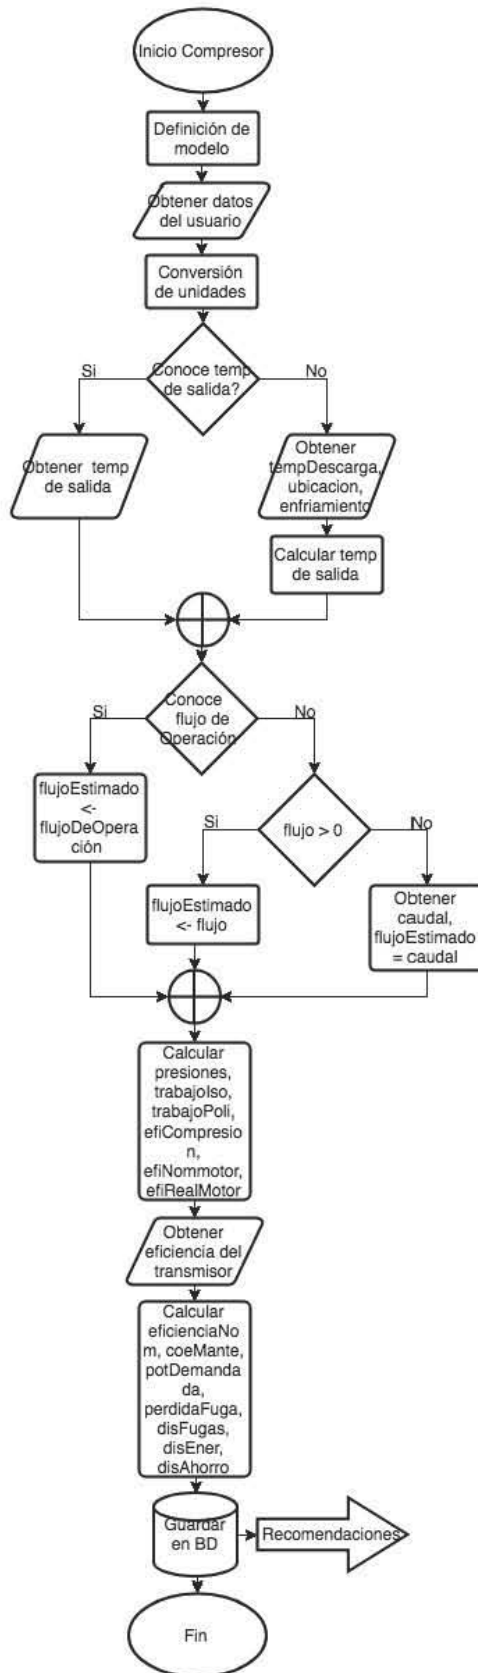 Inicio Compresor
Definición de
modelo
Obtener datos
del usuario
Conversión
de unidades
Conoce temp
de salida?
Si
No
Obtener temp
de salida
Obtener
tempDescarga,
ubicacion,
enfriamiento
Calcular temp
de salida
Conoce
flujo de
Operación
Si
No
flujoEstimado
<-
flujoDeOpera
ción
flujo > 0
Si
No
flujoEstimado
<- flujo
Obtener
caudal,
flujoEstimado
= caudal
Calcular
presiones,
trabajoIso,
trabajoPoli,
efiCompresio
n,
efiNommotor,
efiRealMotor
Obtener
eficiencia del
transmisor
Calcular
eficienciaNo
m, coeMante,
potDemanda
da,
perdidaFuga,
disFugas,
disEner,
disAhorro
Guardar
en BD
Recomendaciones
Fin